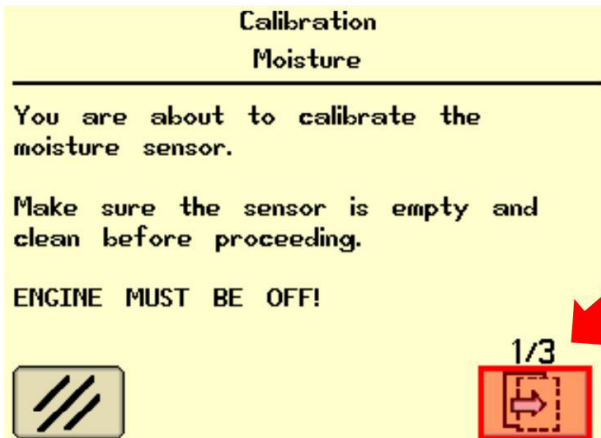 Calibration
Moisture
You are about to calibrate the
moisture sensor.
Make sure the sensor is empty and
clean before proceeding.
ENGINE MUST BE OFF!
1/3